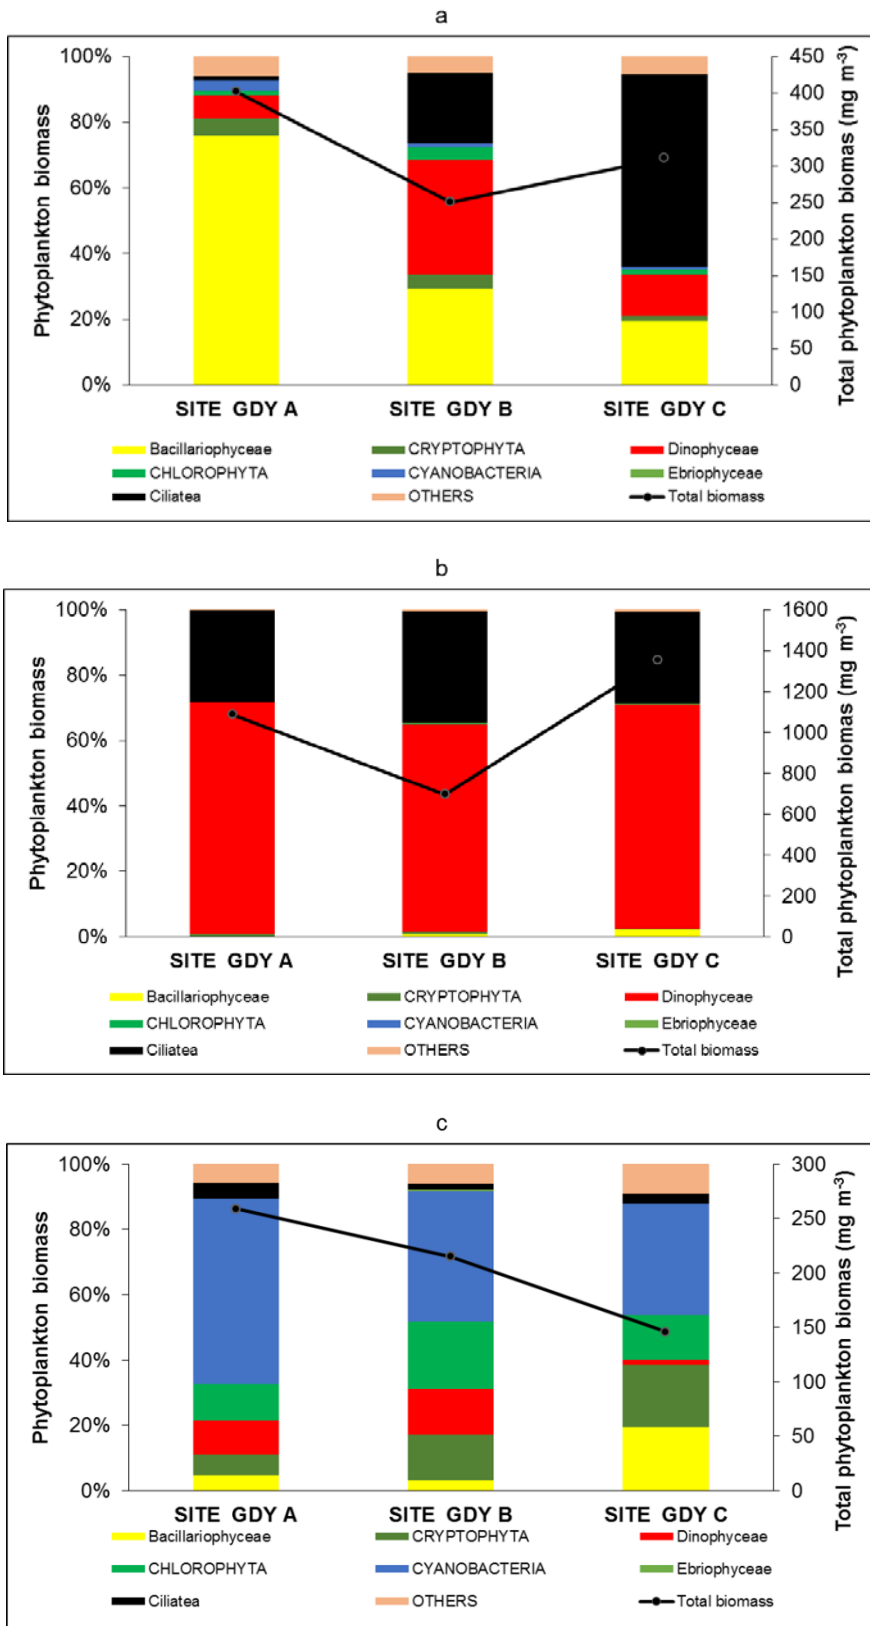 a
Phytoplankton biomass
100%
80%
60%
40%
20%
0%
450
400
350
300
250
200
150
100
50
0
Total phytoplankton biomas (mg m-3)
SITE GDY A SITE GDY B SITE GDY C
Bacillariophyceae CRYPTOPHYTA Dinophyceae
CHLOROPHYTA CYANOBACTERIA Ebriophyceae
Ciliatea OTHERS Total biomass
b
Phytoplankton biomass
100%
80%
60%
40%
20%
0%
1600
1400
1200
1000
800
600
400
200
0
Total phytoplankton biomas (mg m-3)
SITE GDY A SITE GDY B SITE GDY C
Bacillariophyceae CRYPTOPHYTA Dinophyceae
CHLOROPHYTA CYANOBACTERIA Ebriophyceae
Ciliatea OTHERS Total biomass
c
Phytoplankton biomass
100%
80%
60%
40%
20%
0%
300
250
200
150
100
50
0
Total phytoplankton biomas (mg m-3)
SITE GDY A SITE GDY B SITE GDY C
Bacillariophyceae CRYPTOPHYTA Dinophyceae
CHLOROPHYTA CYANOBACTERIA Ebriophyceae
Ciliatea OTHERS Total biomass